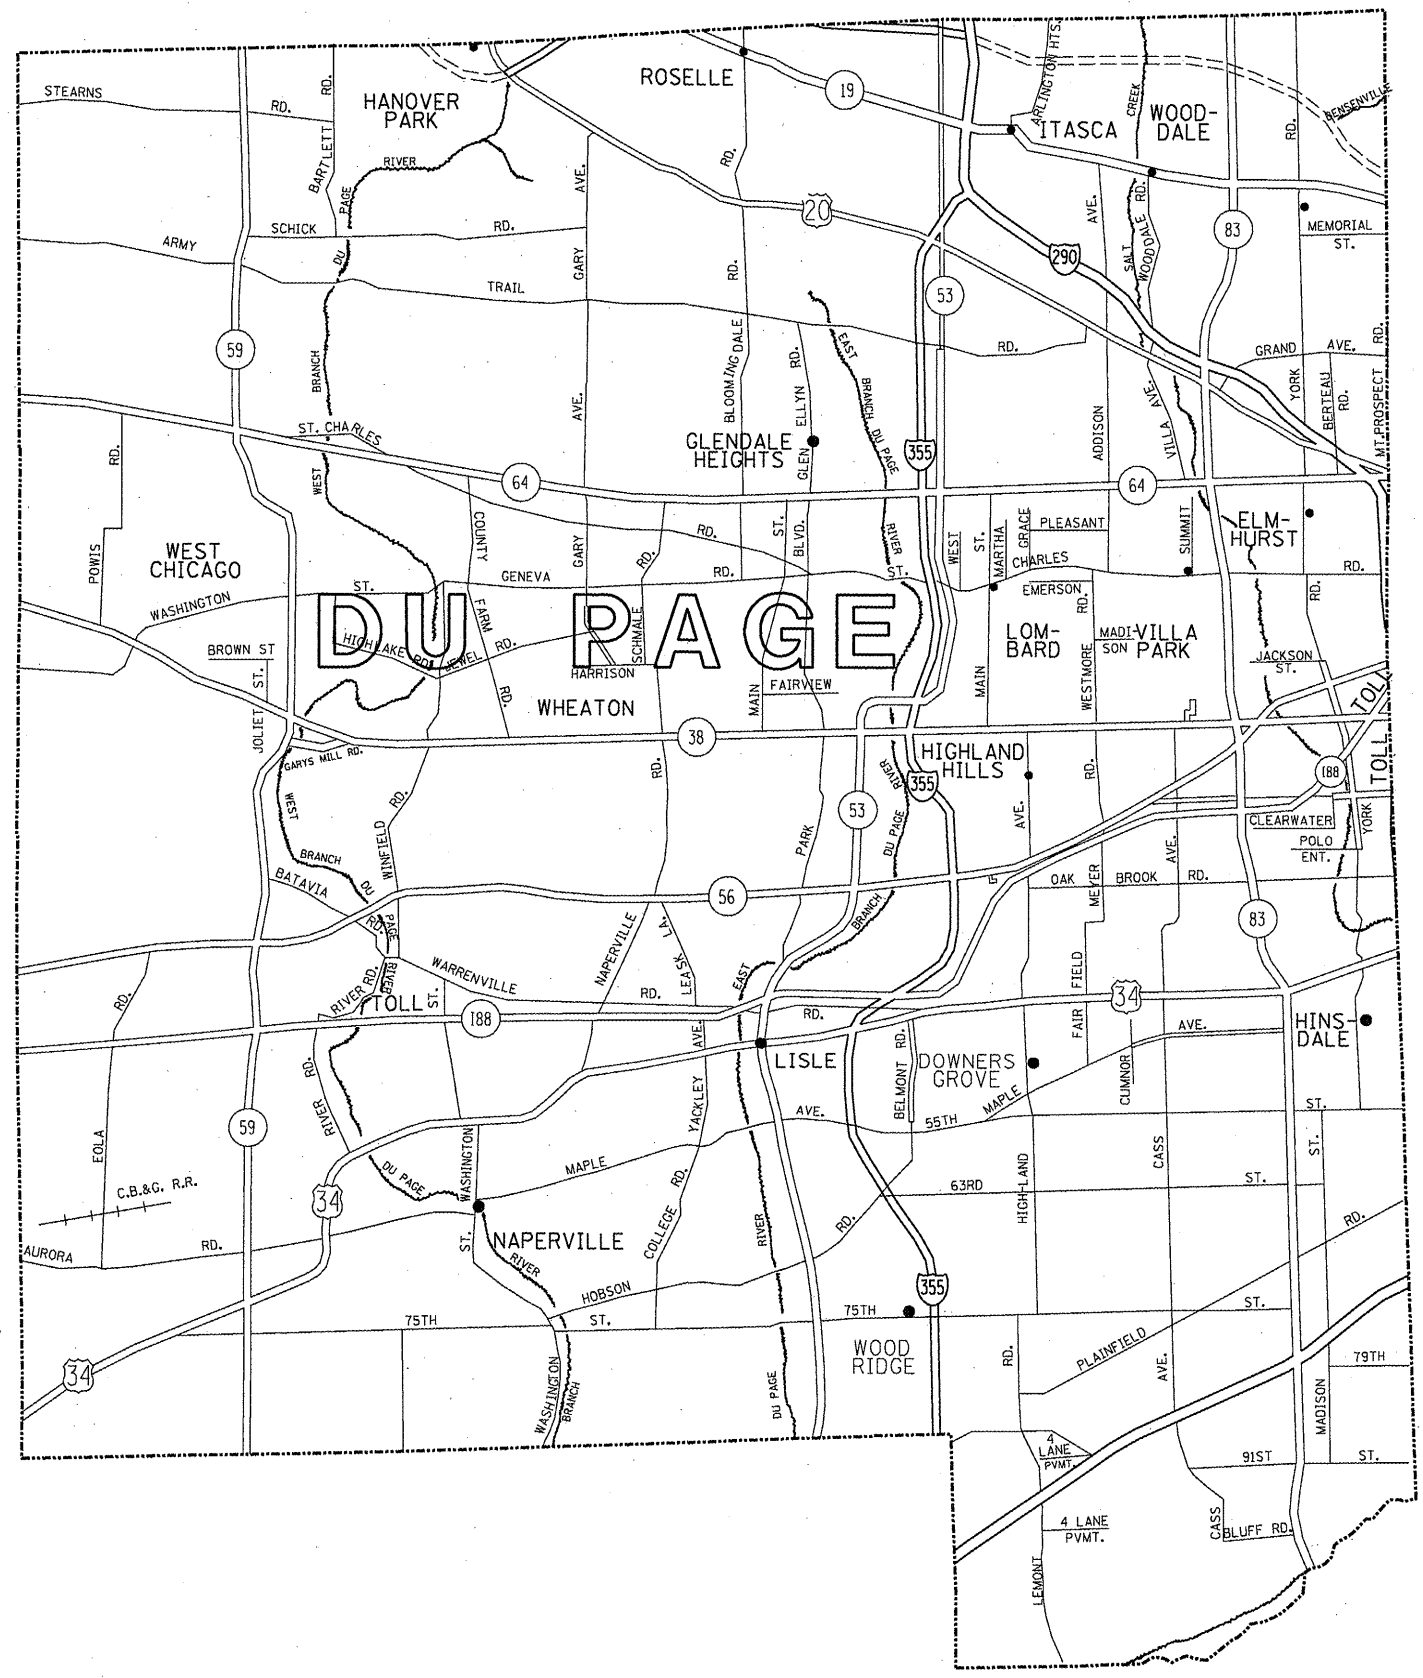 STEARNS
RD.
BARTLETT
RD.
HANOVER
PARK
ROSELLE
19
ARLINGTON HTS.
ITASCA
CREEK
WOOD-
DALE
RD.
BENSENVILLE
RIVER
PAGE
DU
AVE.
RD.
20
AVE.
SALT
WOODDALE
RD.
83
MEMORIAL
ST.
SCHICK
RD.
ARMY
TRAIL
GARY
RD.
290
53
59
BRANCH
WEST
AVE.
BLOOMINGDALE
RD.
ELLYN
GLEN
EAST
BRANCH DU PAGE
RIVER
RD.
GRAND
AVE.
RD.
YORK
BERTEAU
RD.
MT.PROSPECT
ADDISON
VILLA
AVE.
ST. CHARLES
RD.
GLENDALE
HEIGHTS
355
64
64
COUNTY
GARY
RD.
RD.
ST.
BLVD.
WEST
ST.
MARTHA
GRACE
PLEASANT
SUMMIT
ELM-
HURST
WEST
CHICAGO
POWIS
WASHINGTON
ST.
GENEVA
RD.
ST.
CHARLES
RD.
EMERSON
RD.
DU PAGE
FARM
RD.
HIGHLAKE RD.
JEWEL
RD.
SCHMALE
HARRISON
BROWN ST
ST.
JOLIET
WHEATON
MAIN
FAIRVIEW
LOM-
BARD
MADI-
SON
VILLA
PARK
MAIN
WESTMORE
JACKSON
ST.
RD.
TOLL
TOLL
38
GARYS MILL RD.
RD.
HIGHLAND
HILLS
355
RIVER
DU PAGE
53
AVE.
RD.
I88
CLEARWATER
POLO
ENT.
YORK
WEST
BRANCH
DU
PAGE
RIVER
WINFIELD
RD.
BATAVIA
RD.
PARK
56
BRANCH
EAST
OAK
BROOK
RD.
MEYER
AVE.
83
NAPERVILLE
LEASK
LA.
RD.
RIVER RD.
WARRENVILLE
RD.
RD.
TOLL
ST.
I88
FAIR
FIELD
34
HINS-
DALE
AVE.
YACKLEY
LISLE
BELMONT
RD.
DOWNERS
GROVE
CUMNOR
AVE.
MAPLE
RIVER
RD.
59
EOLA
C.B.&G. R.R.
34
DU PAGE
WASHINGTON
ST.
MAPLE
AVE.
55TH
ST.
ST.
63RD
ST.
CASS
HIGH-LAND
AURORA
RD.
NAPERVILLE
RIVER
COLLEGE
RD.
RIVER
RD.
RD.
HOBSON
355
75TH
ST.
75TH
ST.
34
WOOD
RIDGE
RD.
PLAINFIELD
AVE.
79TH
MADISON
WASHINGTON
BRANCH
DU PAGE
4
LANE
PVMT.
91ST
ST.
4 LANE
PVMT.
CASS
BLUFF RD.
LEMONT